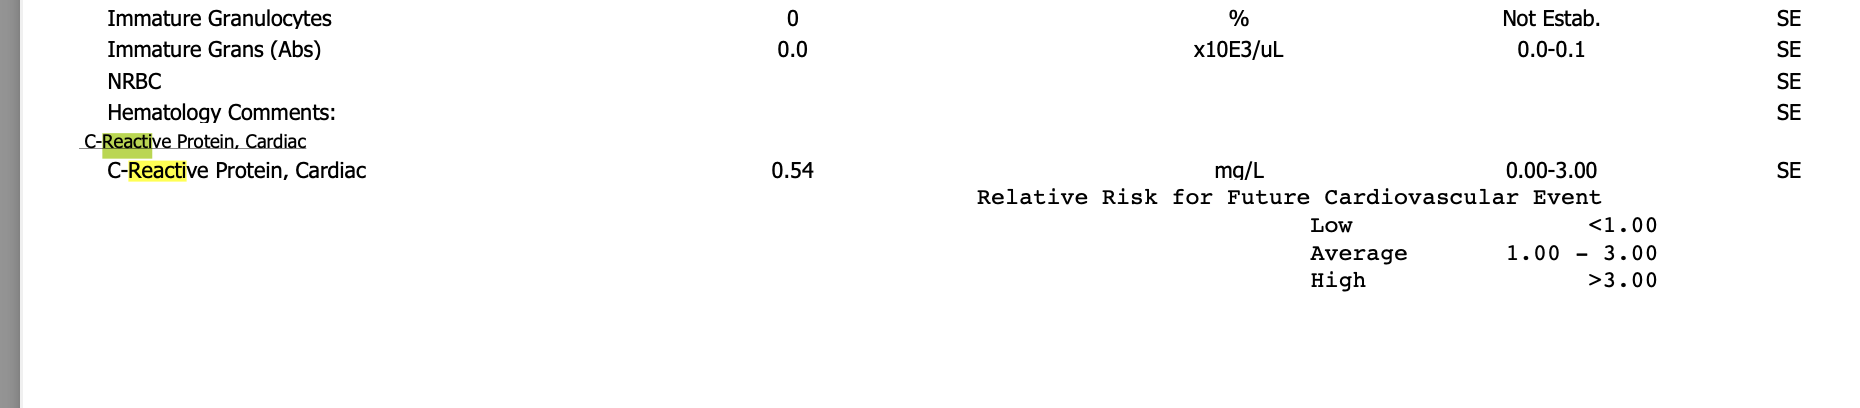 Immature Granulocytes 0 % Not Estab. SE
Immature Grans (Abs) 0.0 x10E3/uL 0.0-0.1 SE
NRBC SE
Hematology Comments: SE
C-Reactive Protein, Cardiac
C-Reactive Protein, Cardiac 0.54 mg/L 0.00-3.00 SE
Relative Risk for Future Cardiovascular Event
Low <1.00
Average 1.00 - 3.00
High >3.00